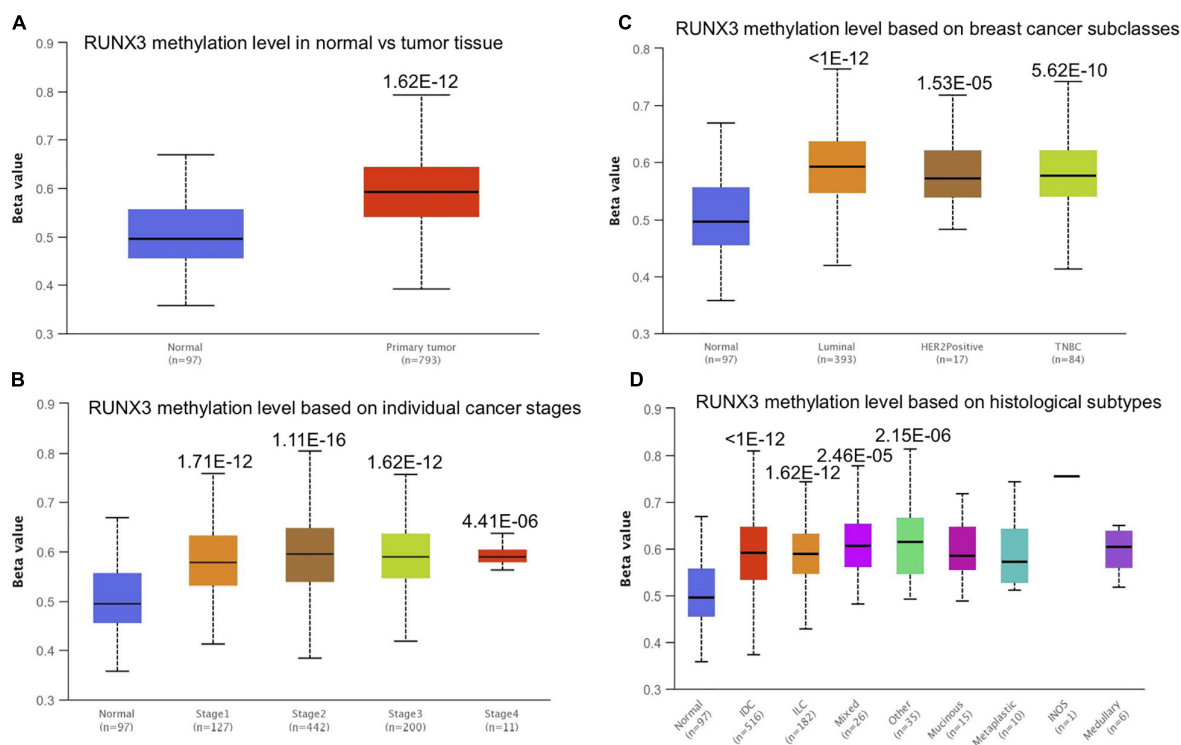 A
RUNX3 methylation level in normal vs tumor tissue
0.9
0.8
0.7
0.6
0.5
0.4
0.3
Beta value
1.62E-12
Normal
(n=97)
Primary tumor
(n=793)
B
RUNX3 methylation level based on individual cancer stages
0.9
0.8
0.7
0.6
0.5
0.4
0.3
Beta value
1.71E-12
1.11E-16
1.62E-12
4.41E-06
Normal
(n=97)
Stage1
(n=127)
Stage2
(n=442)
Stage3
(n=200)
Stage4
(n=11)
C
RUNX3 methylation level based on breast cancer subclasses
0.8
0.7
0.6
0.5
0.4
0.3
Beta value
<1E-12
1.53E-05
5.62E-10
Normal
(n=97)
Luminal
(n=393)
HER2Positive
(n=17)
TNBC
(n=84)
D
RUNX3 methylation level based on histological subtypes
0.9
0.8
0.7
0.6
0.5
0.4
0.3
Beta value
<1E-12
1.62E-12
2.46E-05
2.15E-06
Normal
(n=97)
IDC
(n=516)
ILC
(n=182)
Mixed
(n=26)
Other
(n=35)
Mucinous
(n=15)
Metaplastic
(n=10)
INOS
(n=1)
Medullary
(n=6)